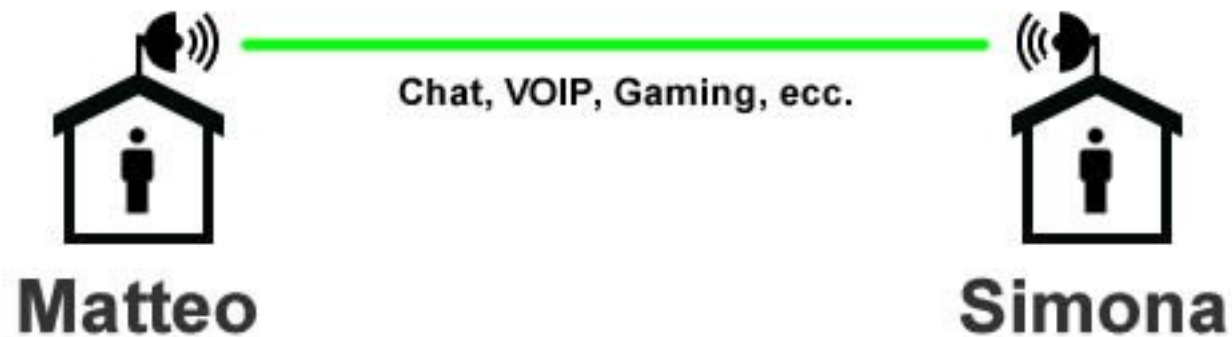 Chat, VOIP, Gaming, ecc.
Matteo
Simona